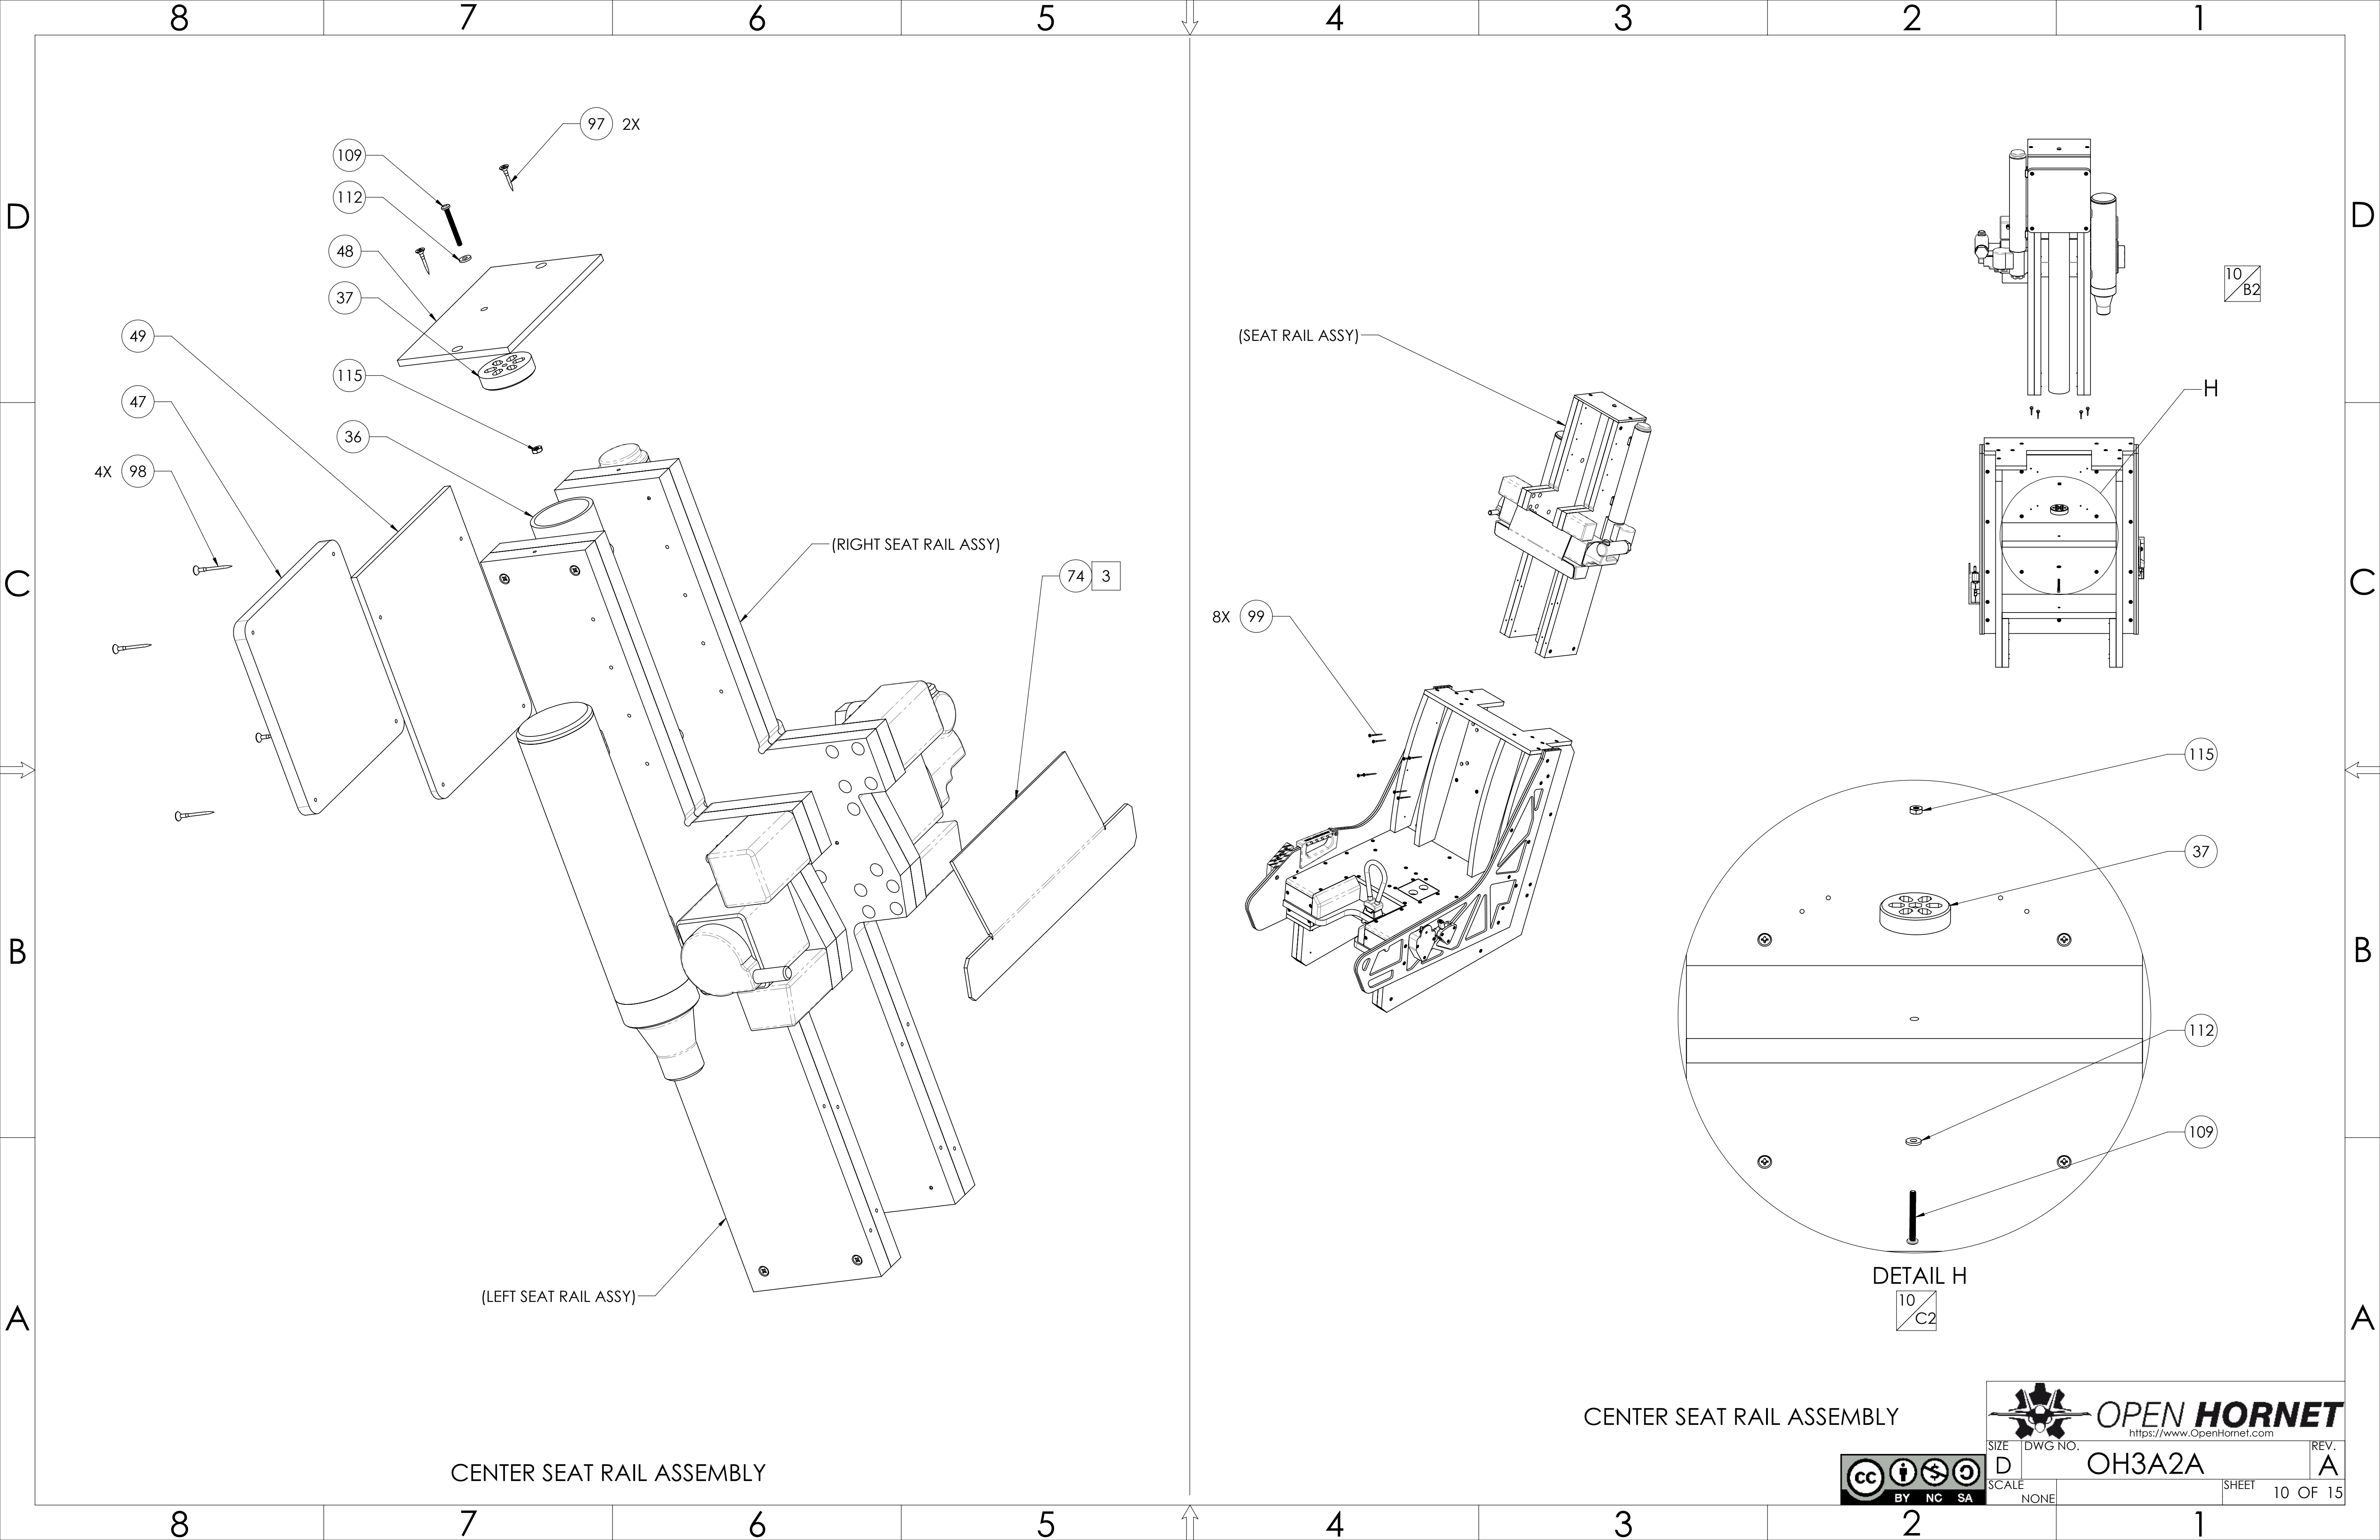 8 7 6 5 4 3 2 1
D
C
B
A
97 2X
109
112
48
37
49
115
47
36
4X 98
(RIGHT SEAT RAIL ASSY)
74 3
(LEFT SEAT RAIL ASSY)
CENTER SEAT RAIL ASSEMBLY
(SEAT RAIL ASSY)
8X 99
10
B2
H
115
37
112
109
DETAIL H
10
C2
CENTER SEAT RAIL ASSEMBLY
D
C
B
A
OPEN HORNET
https://www.OpenHornet.com
SIZE DWG NO. REV.
D OH3A2A A
SCALE SHEET
NONE 10 OF 15
cc
BY NC SA
8 7 6 5 4 3 2 1